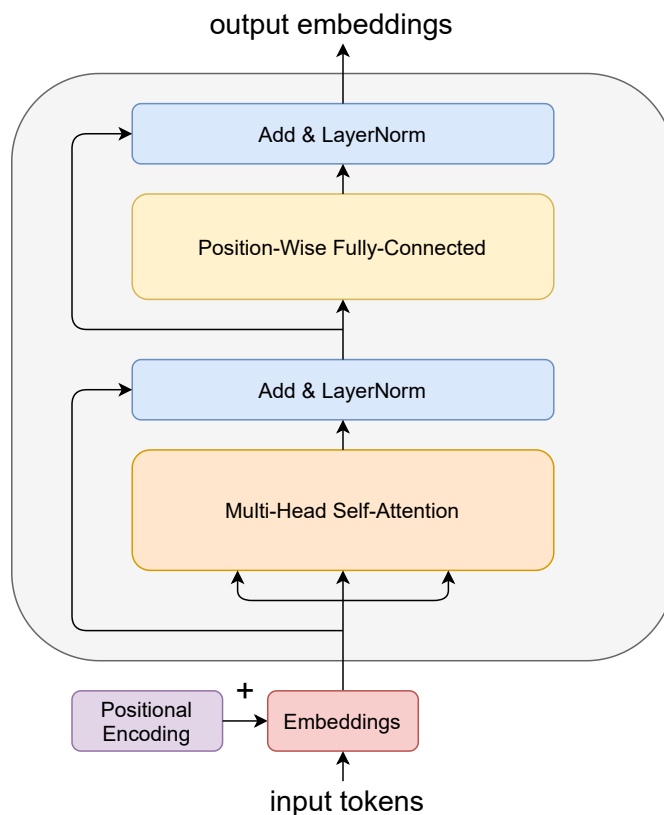 output embeddings
Add & LayerNorm
Position-Wise Fully-Connected
Add & LayerNorm
Multi-Head Self-Attention
+
Positional
Encoding
Embeddings
input tokens